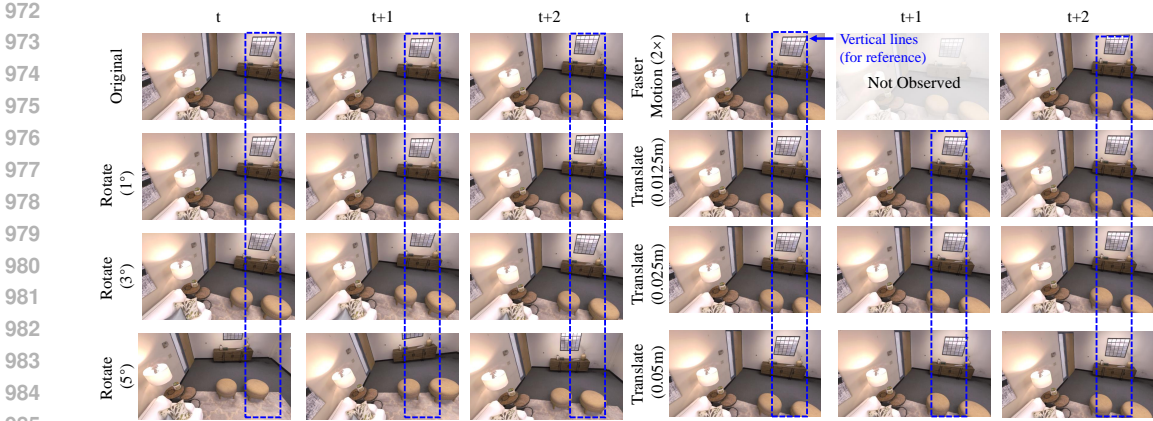 972
973
974
975
976
977
978
979
980
981
982
983
984
t
t+1
t+2
Original
Rotate
(1°)
Rotate
(3°)
Rotate
(5°)
t
t+1
t+2
Faster
Motion (2×)
Vertical lines
(for reference)
Not Observed
Translate
(0.0125m)
Translate
(0.025m)
Translate
(0.05m)